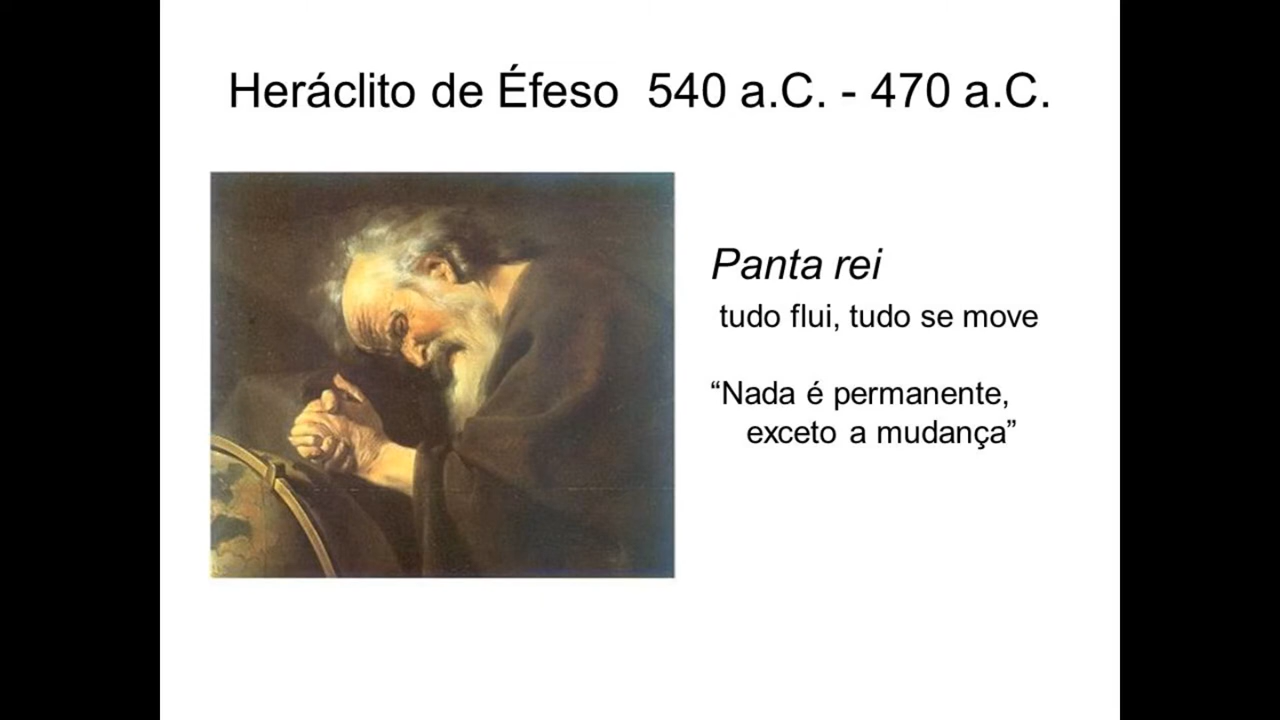 Heráclito de Éfeso  540 a.C. - 470 a.C.
Panta rei
tudo flui, tudo se move
“Nada é permanente,
exceto a mudança”